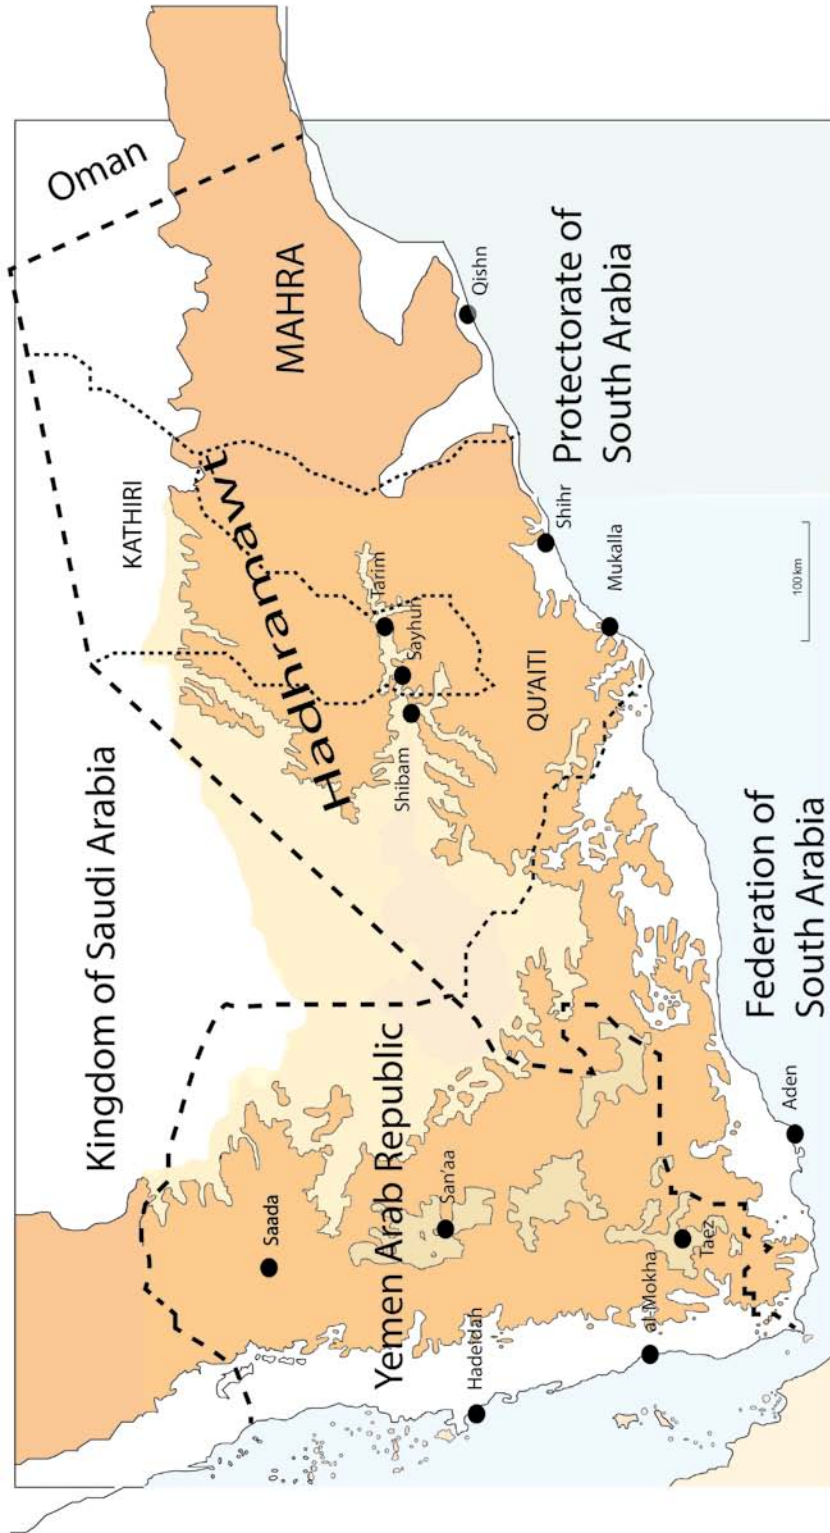 Oman
Kingdom of Saudi Arabia
KATHIRI
MAHRA
Hadhramawt
Yemen Arab Republic
Saada
San'aa
Hadeidah
al-Mokha
Taez
Aden
Shibam
Sayhun
Tarim
QU'AITI
Shihr
Mukalla
Qishn
Protectorate of
South Arabia
Federation of
South Arabia
100 km